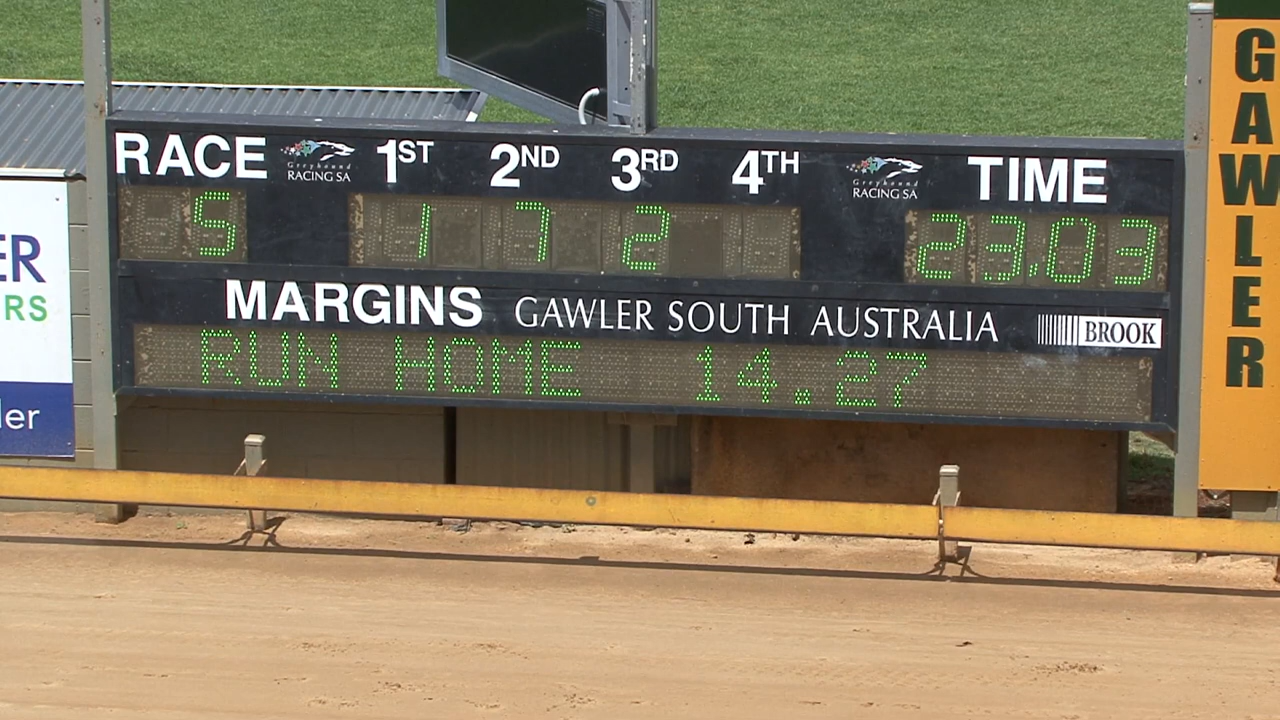 RACE Greyhound RACING SA 1ST 2ND 3RD 4TH Greyhound RACING SA TIME
5 1 7 2 23.03
MARGINS GAWLER SOUTH AUSTRALIA BROOK
RUN HOME 14.27
GAWLER
ER
RS
ler